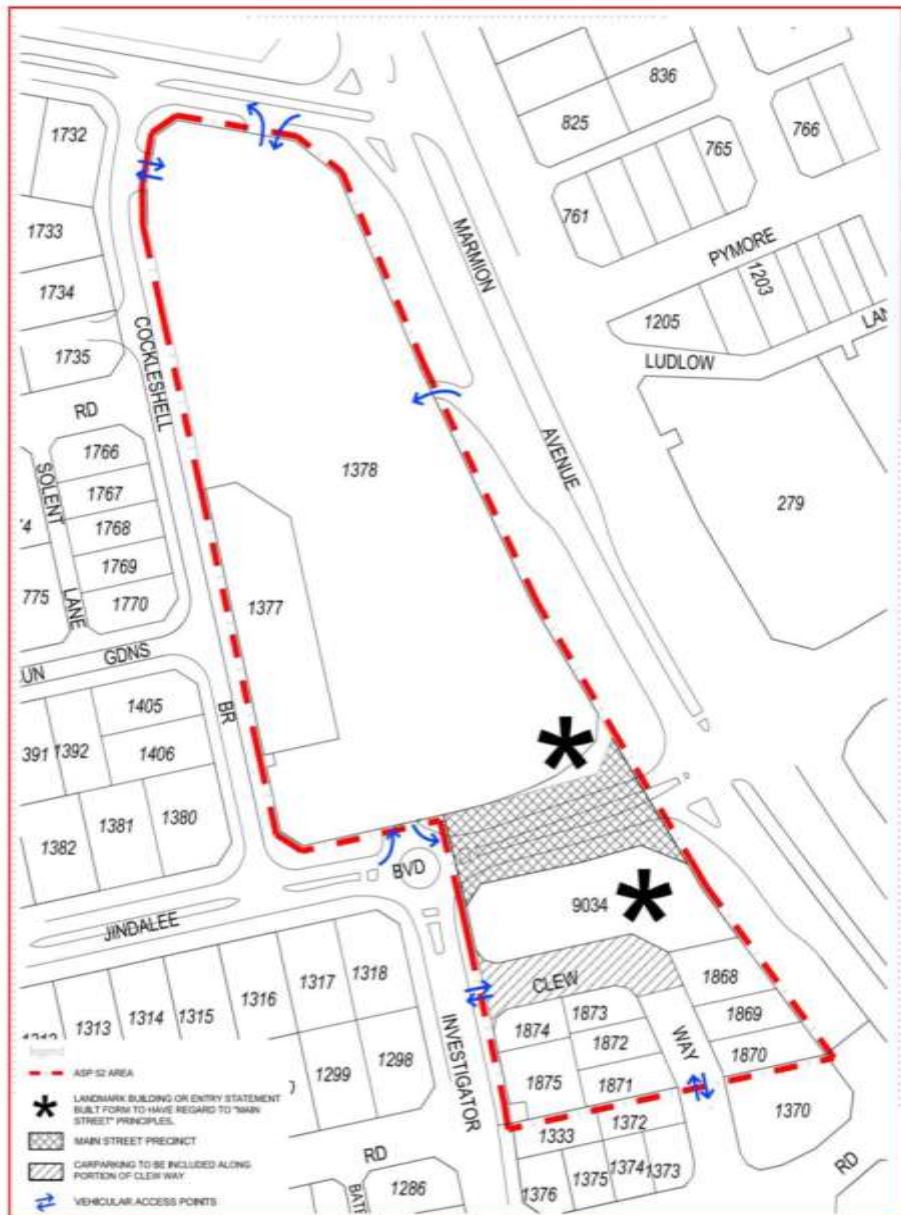 836
825
1732
765
766
761
1733
MARMION
PYMORE
1734
1203
1205
COCKLESHELL
1735
LUDLOW
RD
AVENUE
1766
1378
SOLENT
1767
1768
279
1769
LANE
1775
1770
1377
GDNS
1405
BR
391
1392
1406
1381
1380
1382
BVD
9034
JINDALEE
1318
1317
CLEW
1868
1316
1315
1314
1313
1873
1869
1874
WAY
1872
1870
INVESTIGATOR
1298
1299
1875
1871
1370
1372
1333
1374
1373
1375
1376
RD
1286
RD
ASP 52 AREA
LANDMARK BUILDING OR ENTRY STATEMENT
BUILT FORM TO HAVE REGARD TO "MAIN
STREET" PRINCIPLES.
MAIN STREET PRECINCT
CARPARKING TO BE INCLUDED ALONG
PORTION OF CLEW WAY
VEHICULAR ACCESS POINTS